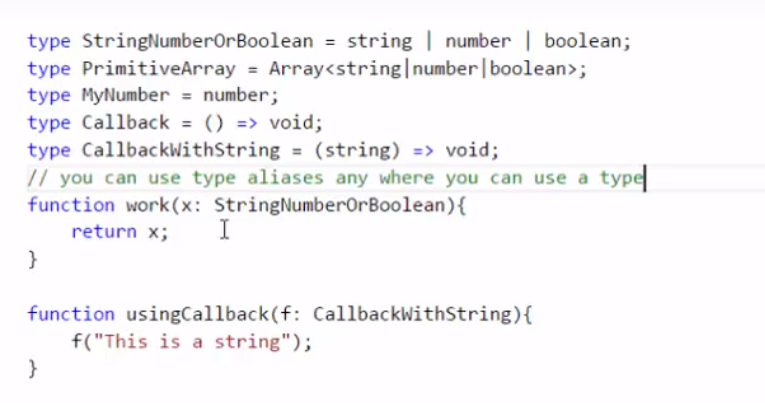 type StringNumberOrBoolean = string | number | boolean;
type PrimitiveArray = Array<string|number|boolean>;
type MyNumber = number;
type Callback = () => void;
type CallbackWithString = (string) => void;
// you can use type aliases any where you can use a type
function work(x: StringNumberOrBoolean){
    return x;
}
function usingCallback(f: CallbackWithString){
    f("This is a string");
}